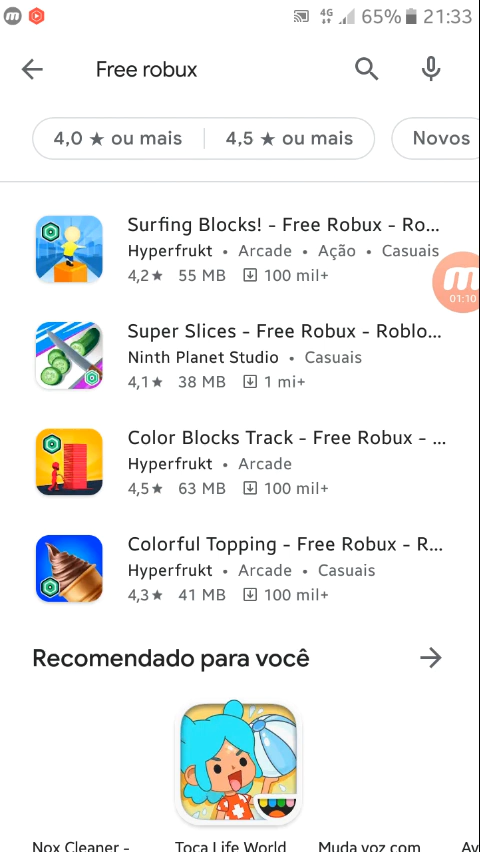 4G 65% 21:33
Free robux
4,0 ★ ou mais 4,5 ★ ou mais Novos
Surfing Blocks! - Free Robux - Ro...
Hyperfrukt • Arcade • Ação • Casuais
4,2★ 55 MB 100 mil+
01:10
Super Slices - Free Robux - Roblo...
Ninth Planet Studio • Casuais
4,1★ 38 MB 1 mi+
Color Blocks Track - Free Robux - ...
Hyperfrukt • Arcade
4,5★ 63 MB 100 mil+
Colorful Topping - Free Robux - R...
Hyperfrukt • Arcade • Casuais
4,3★ 41 MB 100 mil+
Recomendado para você
Nox Cleaner - Toca Life World Muda voz com Av